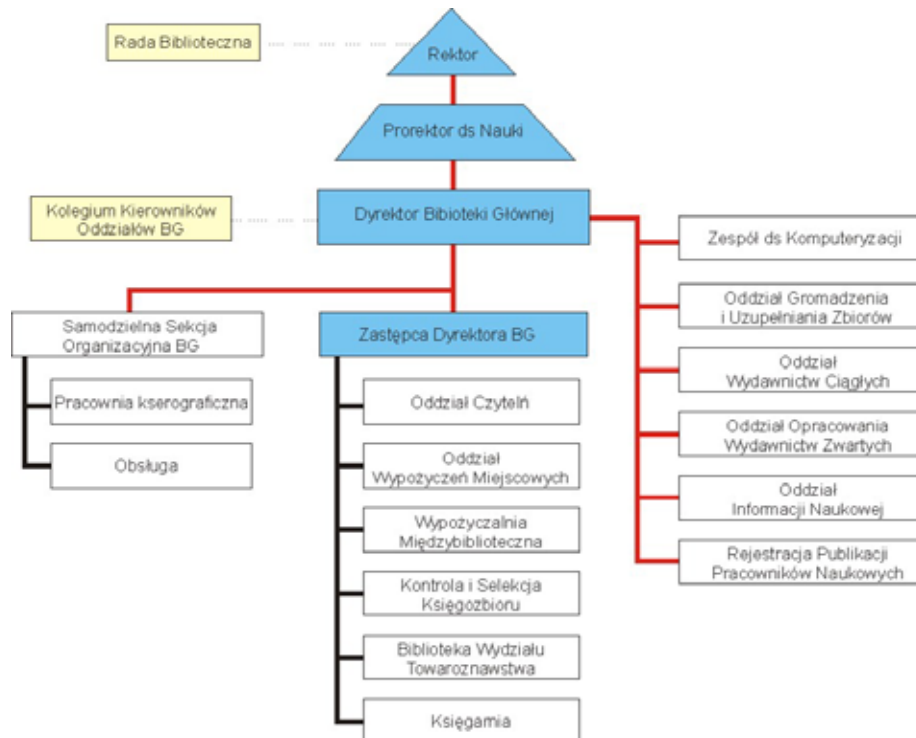 Rada Biblioteczna
Rektor
Prorektor ds Nauki
Kolegium Kierowników
Oddziałów BG
Dyrektor Bibioteki Głównej
Zespół ds Komputeryzacji
Oddział Gromadzenia
i Uzupełniania Zbiorów
Oddział
Wydawnictw Ciągłych
Oddział Opracowania
Wydawnictw Zwartych
Oddział
Informacji Naukowej
Rejestracja Publikacji
Pracowników Naukowych
Samodzielna Sekcja
Organizacyjna BG
Pracownia kserograficzna
Obsługa
Zastępca Dyrektora BG
Oddział Czytelń
Oddział
Wypożyczeń Miejscowych
Wypożyczalnia
Międzybiblioteczna
Kontrola i Selekcja
Księgozbioru
Biblioteka Wydziału
Towaroznawstwa
Księgarnia